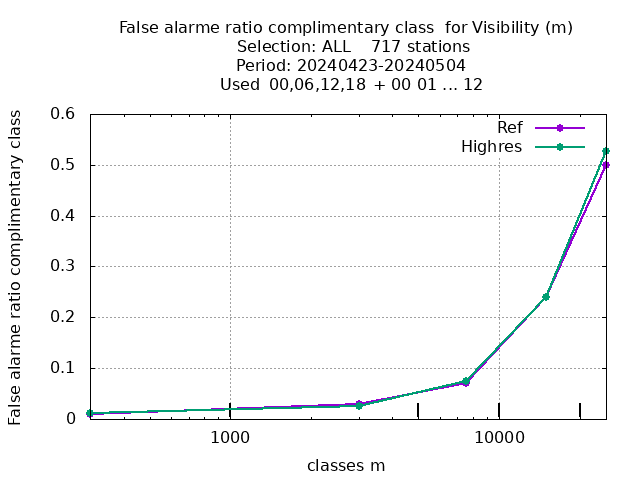 False alarme ratio complimentary class  for Visibility (m)
Selection: ALL    717 stations
Period: 20240423-20240504
Used  00,06,12,18  + 00 01 ... 12
False alarme ratio complimentary class
0.6
0.5
0.4
0.3
0.2
0.1
0
Ref
Highres
1000
10000
classes m